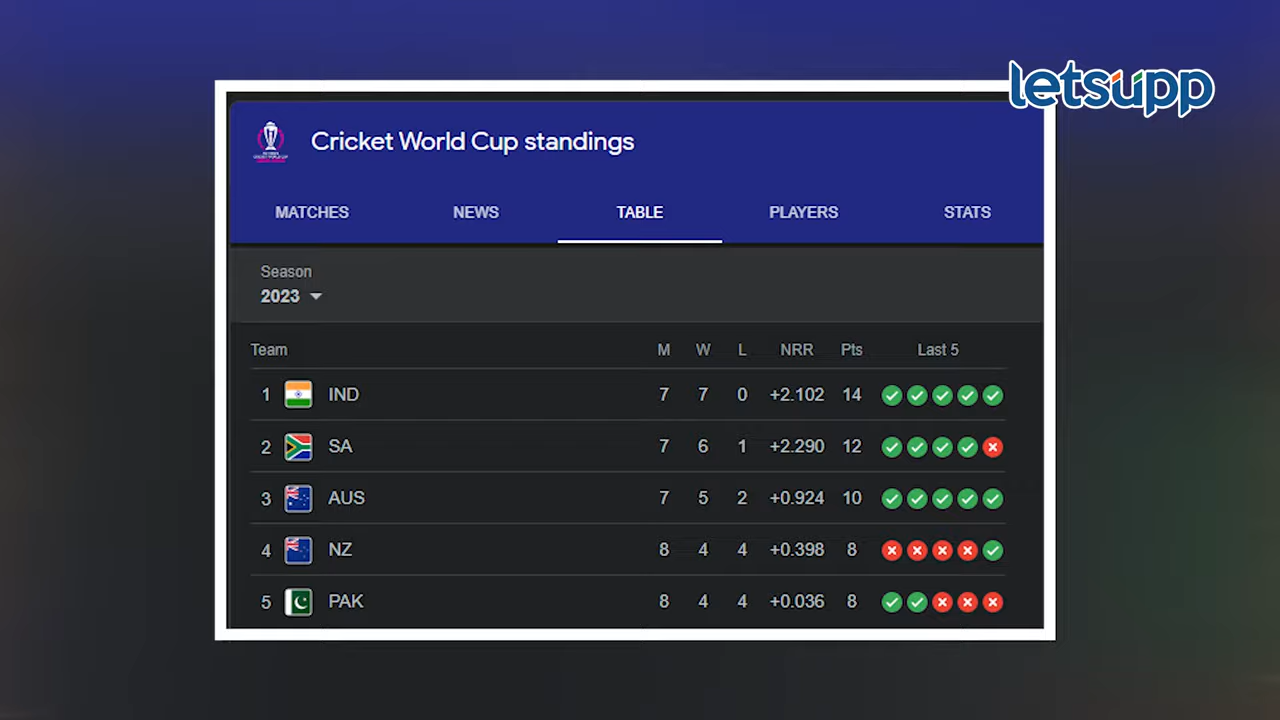 letsupp
Cricket World Cup standings
MATCHES NEWS TABLE PLAYERS STATS
Season
2023
Team M W L NRR Pts Last 5
1 IND 7 7 0 +2.102 14
2 SA 7 6 1 +2.290 12
3 AUS 7 5 2 +0.924 10
4 NZ 8 4 4 +0.398 8
5 PAK 8 4 4 +0.036 8